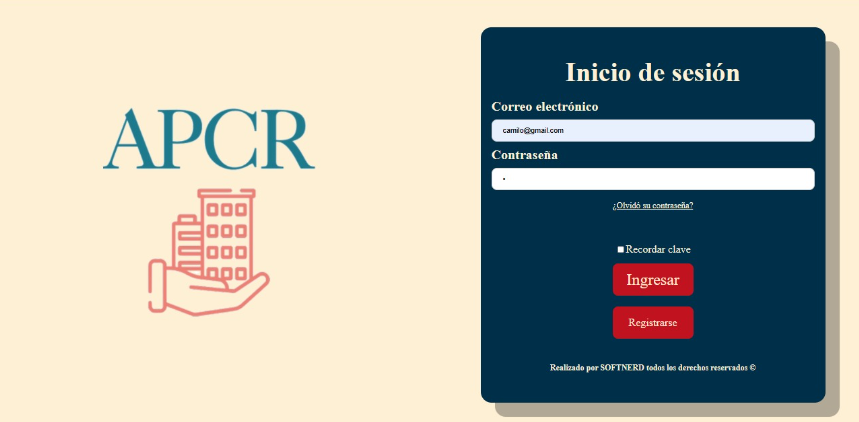 APCR
Inicio de sesión
Correo electrónico
camilo@gmail.com
Contraseña
•
¿Olvidó su contraseña?
Recordar clave
Ingresar
Registrarse
Realizado por SOFTNERD todos los derechos reservados ©